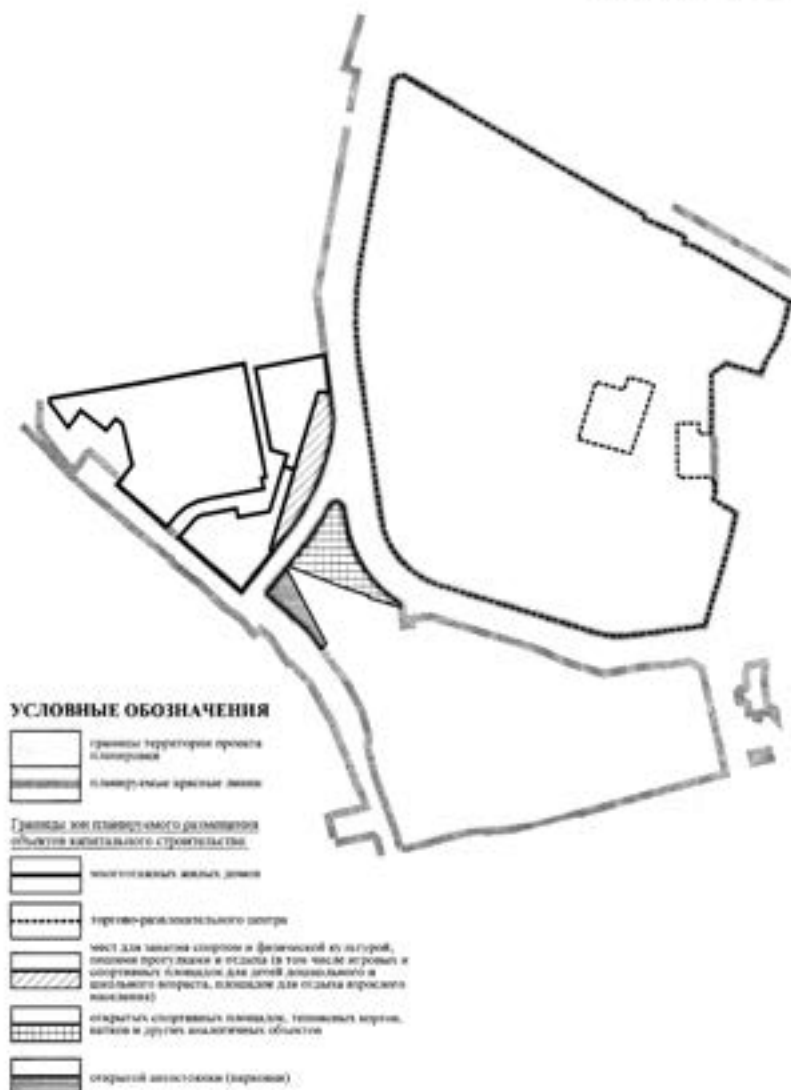 УСЛОВНЫЕ ОБОЗНАЧЕНИЯ
границы территории проекта
планировки
планируемые красные линии
Границы зон планируемого размещения
объектов капитального строительства:
многоэтажных жилых домов
торгово-развлекательного центра
мест для занятия спортом и физической культурой,
пешими прогулками и отдыха (в том числе игровых и
спортивных площадок для детей дошкольного и
школьного возраста, площадок для отдыха взрослого
населения)
открытых спортивных площадок, теннисных кортов,
катков и других аналогичных объектов
открытой автостоянки (парковки)